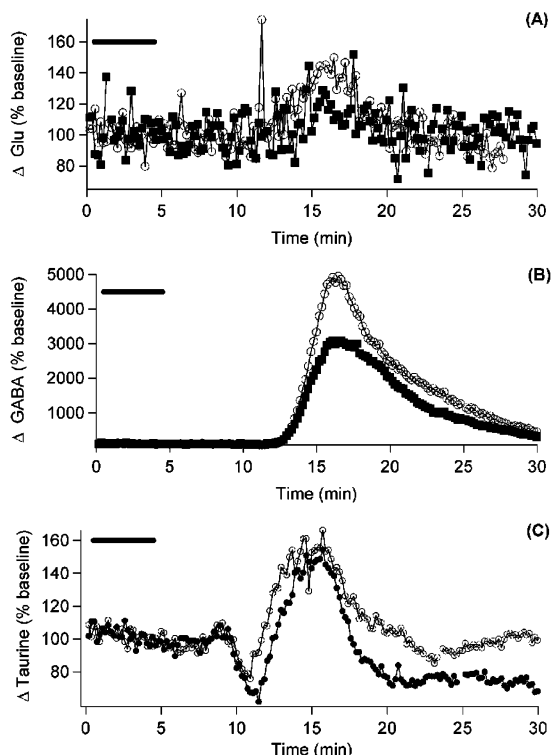 (A)
160
140
120
100
80
Δ Glu (% baseline)
0 5 10 15 20 25 30
Time (min)
(B)
5000
4000
3000
2000
1000
Δ GABA (% baseline)
0 5 10 15 20 25 30
Time (min)
(C)
160
140
120
100
80
Δ Taurine (% baseline)
0 5 10 15 20 25 30
Time (min)